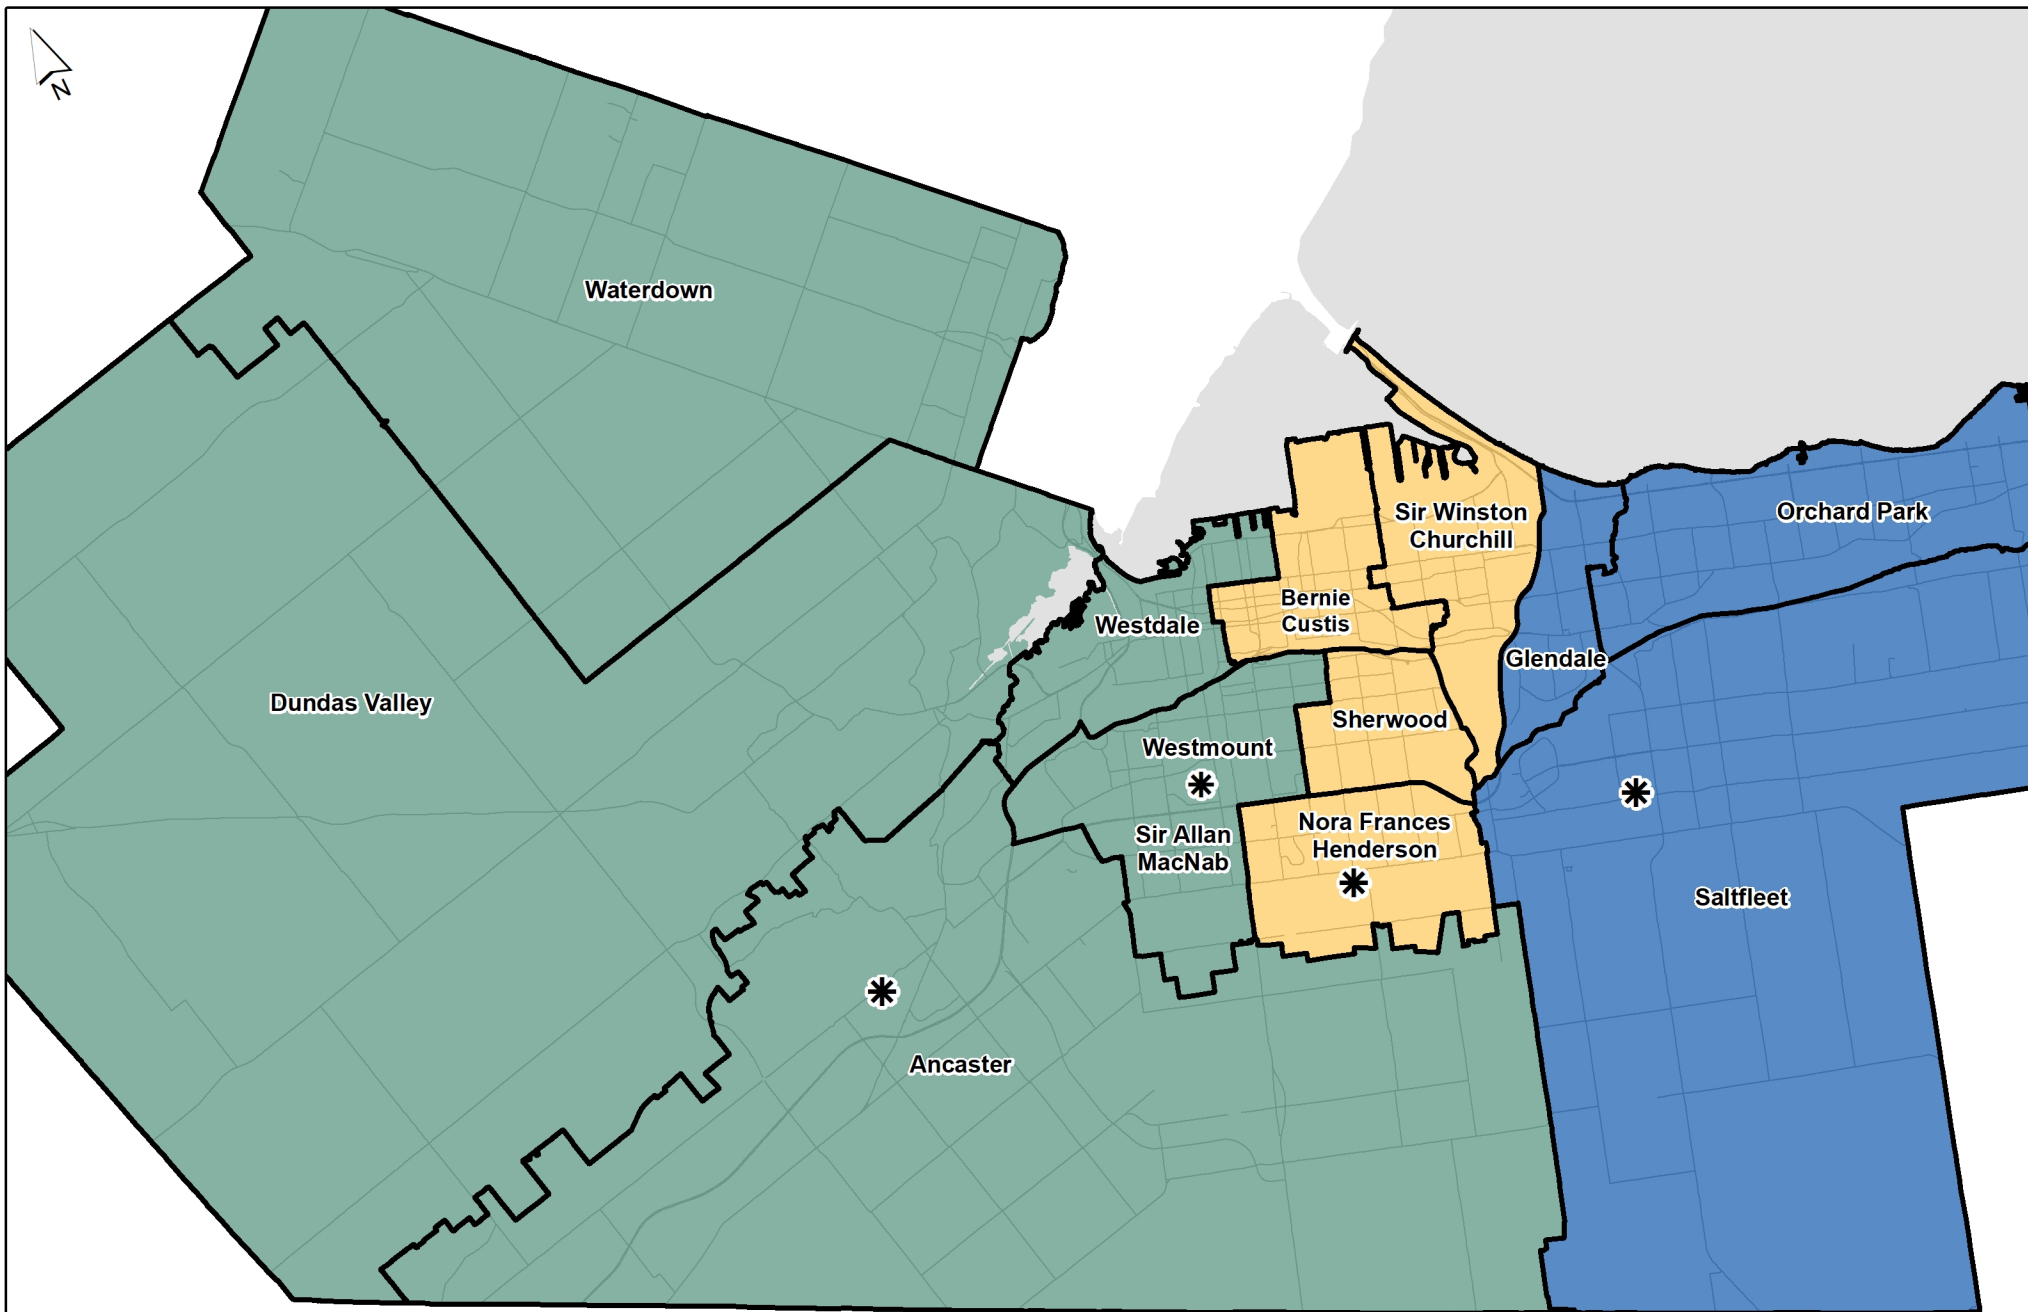 N
Waterdown
Sir Winston
Churchill
Orchard Park
Bernie
Custis
Westdale
Glendale
Dundas Valley
Sherwood
Westmount
Nora Frances
Henderson
Sir Allan
MacNab
Saltfleet
Ancaster